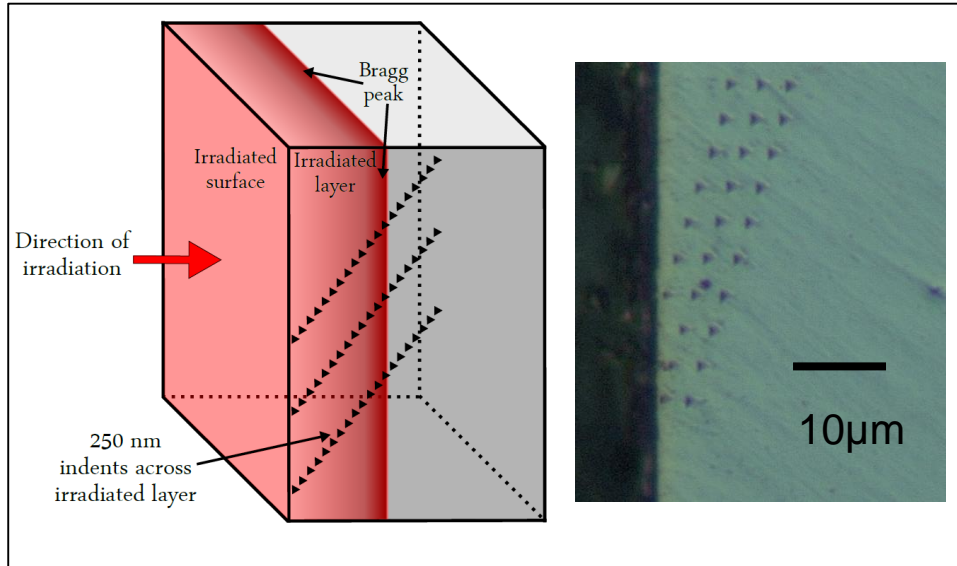 Bragg
peak
Irradiated
surface
Irradiated
layer
Direction of
irradiation
250 nm
indents across
irradiated layer
10µm